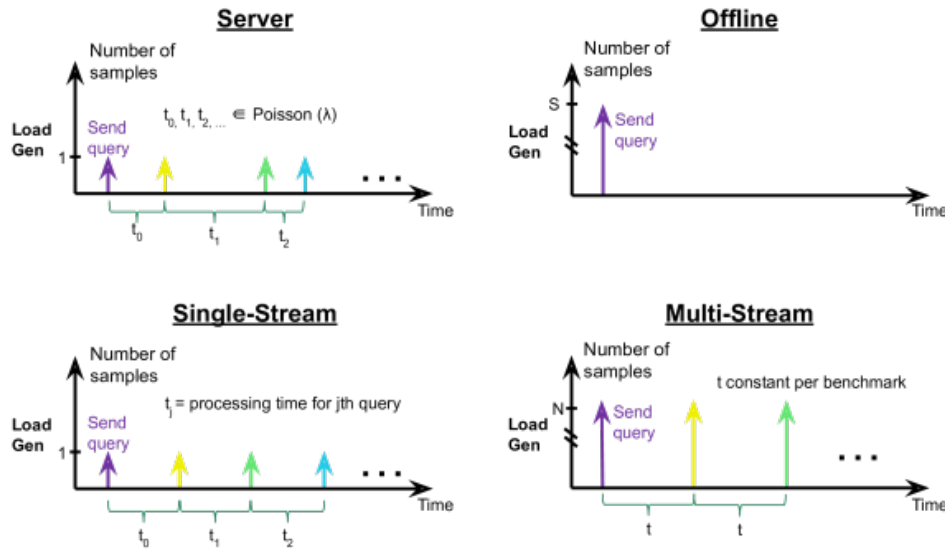 Server
Number of
samples
t0, t1, t2, ... ∈ Poisson (λ)
Load
Gen
Send
query
1
...
Time
t0
t1
t2
Offline
Number of
samples
S
Load
Gen
Send
query
...
Time
Single-Stream
Number of
samples
tj = processing time for jth query
Load
Gen
Send
query
1
...
Time
t0
t1
t2
Multi-Stream
Number of
samples
t constant per benchmark
N
Load
Gen
Send
query
...
Time
t
t